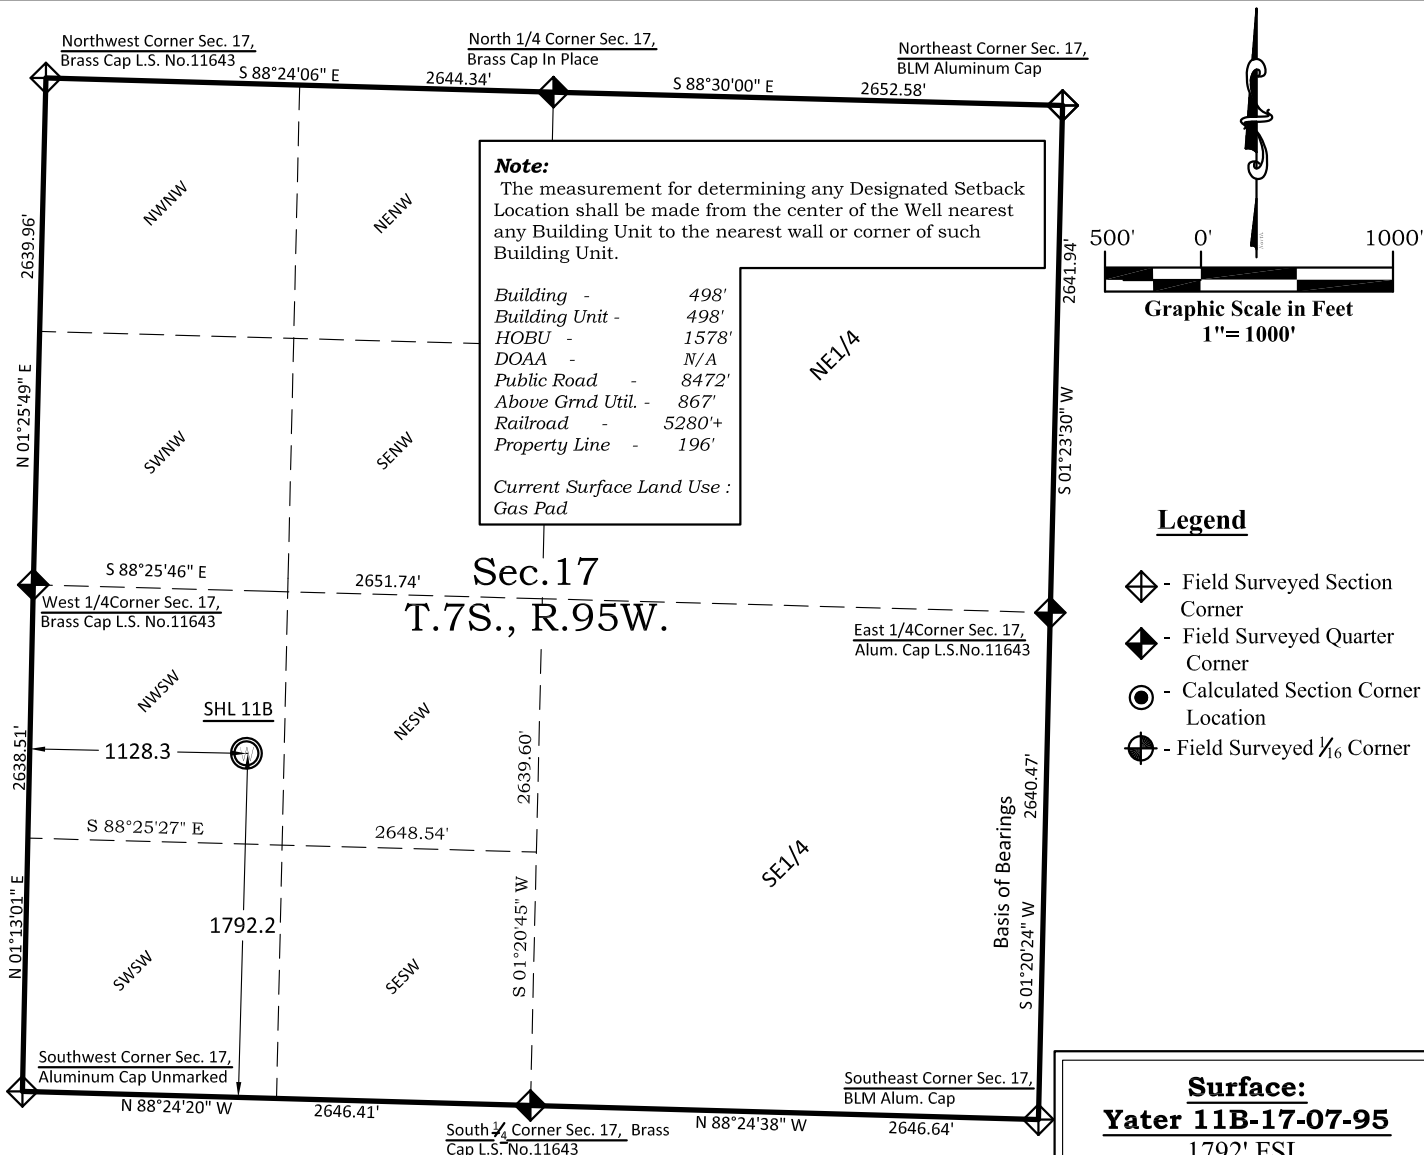 Northwest Corner Sec. 17,
Brass Cap L.S. No.11643
North 1/4 Corner Sec. 17,
Brass Cap In Place
Northeast Corner Sec. 17,
BLM Aluminum Cap
S 88°24'06" E
2644.34'
S 88°30'00" E
2652.58'
NWNW
NENW
2639.96'
N 01°25'49" E
SWNW
SENW
Note:
The measurement for determining any Designated Setback
Location shall be made from the center of the Well nearest
any Building Unit to the nearest wall or corner of such
Building Unit.
Building - 498'
Building Unit - 498'
HOBU - 1578'
DOAA - N/A
Public Road - 8472'
Above Grnd Util. - 867'
Railroad - 5280'+
Property Line - 196'
Current Surface Land Use :
Gas Pad
NE1/4
2641.94'
S 01°23'30" W
500' 0' 1000'
Graphic Scale in Feet
1"= 1000'
S 88°25'46" E
2651.74'
Sec.17
T.7S., R.95W.
West 1/4Corner Sec. 17,
Brass Cap L.S. No.11643
East 1/4Corner Sec. 17,
Alum. Cap L.S.No.11643
Legend
- Field Surveyed Section
Corner
- Field Surveyed Quarter
Corner
- Calculated Section Corner
Location
- Field Surveyed 1/16 Corner
NWSW
SHL 11B
NESW
1128.3
2638.51'
2639.60'
2640.47'
Basis of Bearings
S 88°25'27" E
2648.54'
SE1/4
N 01°13'01" E
1792.2
S 01°20'45" W
S 01°20'24" W
SWSW
SESW
Southwest Corner Sec. 17,
Aluminum Cap Unmarked
N 88°24'20" W
2646.41'
South 1/4 Corner Sec. 17, Brass
Cap L.S. No.11643
N 88°24'38" W
2646.64'
Southeast Corner Sec. 17,
BLM Alum. Cap
Surface:
Yater 11B-17-07-95
1792' FSL